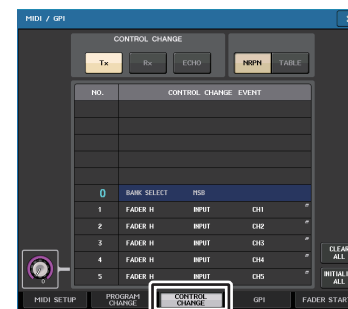 MIDI / GPI
CONTROL CHANGE
Tx
Rx
ECHO
NRPN
TABLE
NO.
CONTROL CHANGE EVENT
0 BANK SELECT MSB
1 FADER H INPUT CH1
2 FADER H INPUT CH2
3 FADER H INPUT CH3
4 FADER H INPUT CH4
5 FADER H INPUT CH5
CLEAR
ALL
INITIALI
ALL
0
MIDI SETUP
PROGRAM
CHANGE
CONTROL
CHANGE
GPI
FADER START